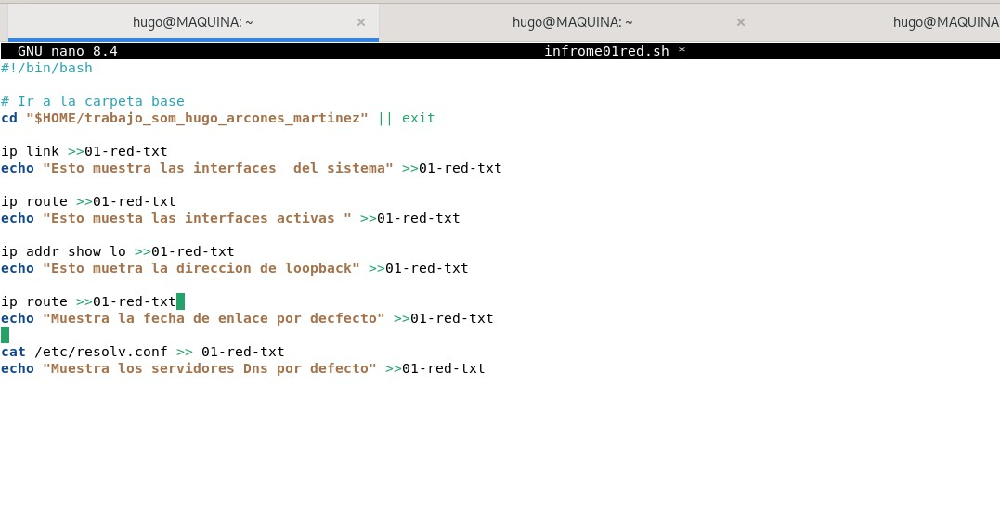 hugo@MAQUINA: ~ × hugo@MAQUINA: ~ × hugo@MAQUINA
GNU nano 8.4 infrome01red.sh *
#!/bin/bash
# Ir a la carpeta base
cd "$HOME/trabajo_som_hugo_arcones_martinez" || exit
ip link >>01-red-txt
echo "Esto muestra las interfaces  del sistema" >>01-red-txt
ip route >>01-red-txt
echo "Esto muesta las interfaces activas " >>01-red-txt
ip addr show lo >>01-red-txt
echo "Esto muetra la direccion de loopback" >>01-red-txt
ip route >>01-red-txt
echo "Muestra la fecha de enlace por decfecto" >>01-red-txt
cat /etc/resolv.conf >> 01-red-txt
echo "Muestra los servidores Dns por defecto" >>01-red-txt